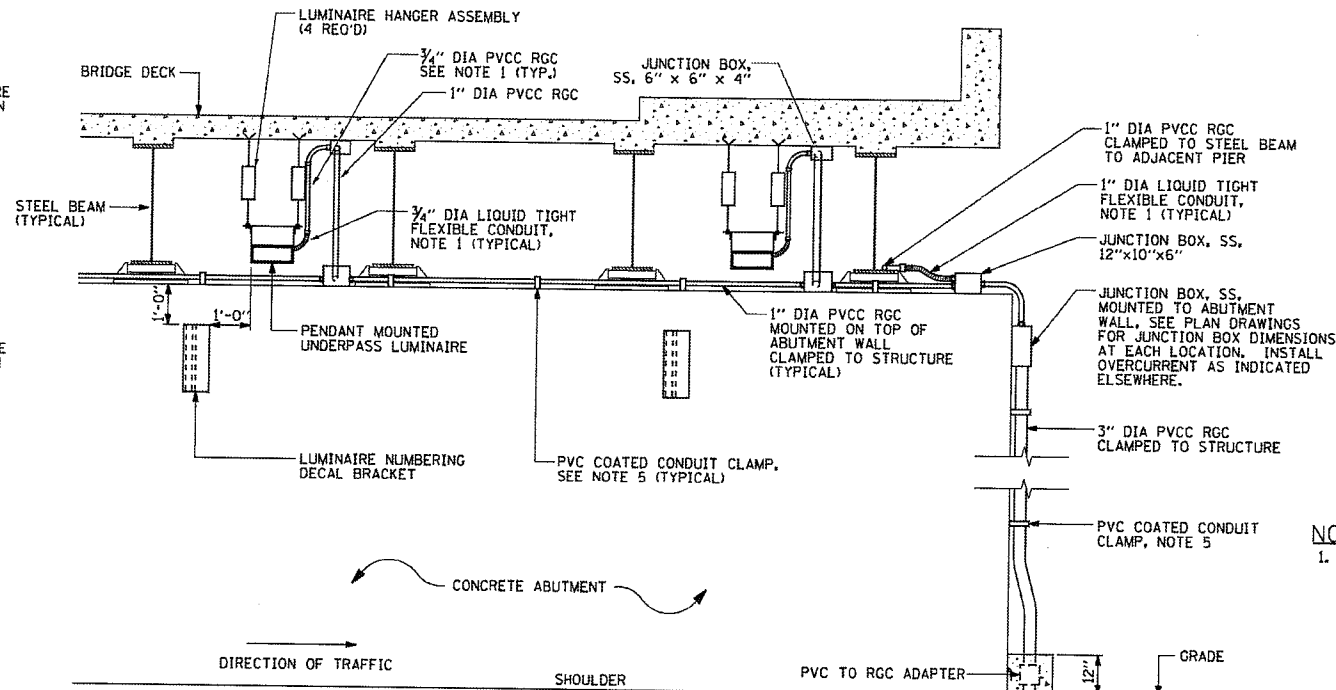 LUMINAIRE HANGER ASSEMBLY
(4 REQ'D)
BRIDGE DECK
3/4" DIA PVCC RGC
SEE NOTE 1 (TYP.)
1" DIA PVCC RGC
JUNCTION BOX,
SS, 6" x 6" x 4"
1" DIA PVCC RGC
CLAMPED TO STEEL BEAM
TO ADJACENT PIER
1" DIA LIQUID TIGHT
FLEXIBLE CONDUIT,
NOTE 1 (TYPICAL)
JUNCTION BOX, SS,
12"x10"x6"
STEEL BEAM
(TYPICAL)
3/4" DIA LIQUID TIGHT
FLEXIBLE CONDUIT,
NOTE 1 (TYPICAL)
JUNCTION BOX, SS,
MOUNTED TO ABUTMENT
WALL, SEE PLAN DRAWINGS
FOR JUNCTION BOX DIMENSIONS
AT EACH LOCATION. INSTALL
OVERCURRENT AS INDICATED
ELSEWHERE.
1'-0"
1'-0"
PENDANT MOUNTED
UNDERPASS LUMINAIRE
1" DIA PVCC RGC
MOUNTED ON TOP OF
ABUTMENT WALL
CLAMPED TO STRUCTURE
(TYPICAL)
3" DIA PVCC RGC
CLAMPED TO STRUCTURE
LUMINAIRE NUMBERING
DECAL BRACKET
PVC COATED CONDUIT CLAMP,
SEE NOTE 5 (TYPICAL)
PVC COATED CONDUIT
CLAMP, NOTE 5
NO
1.
CONCRETE ABUTMENT
DIRECTION OF TRAFFIC
SHOULDER
PVC TO RGC ADAPTER
12"
GRADE